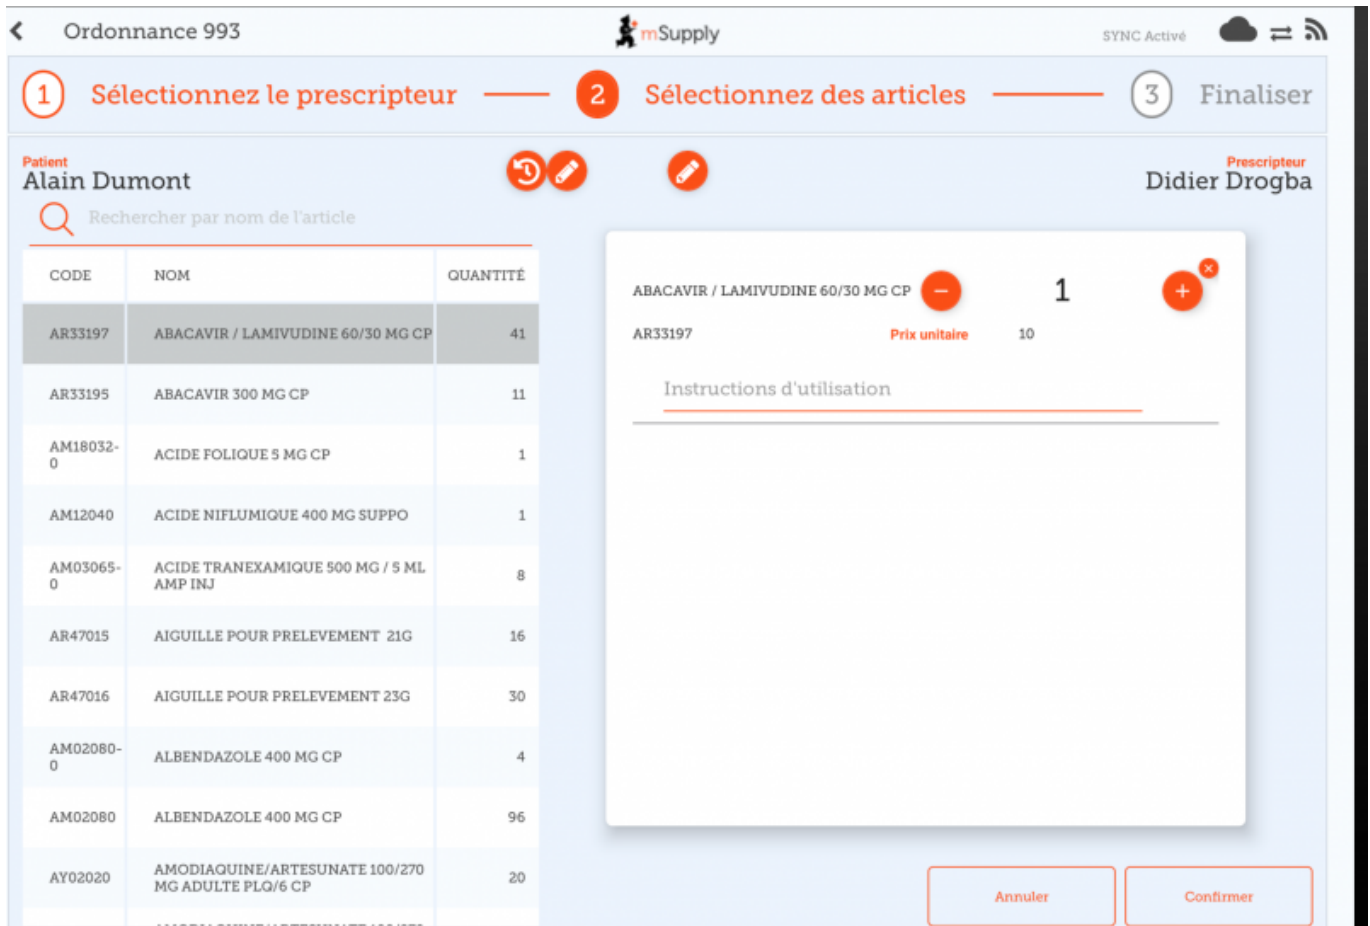 Ordonnance 993
mSupply
SYNC Activé
1 Sélectionnez le prescripteur
2 Sélectionnez des articles
3 Finaliser
Patient
Alain Dumont
Prescripteur
Didier Drogba
Rechercher par nom de l'article
CODE NOM QUANTITÉ
AR33197 ABACAVIR / LAMIVUDINE 60/30 MG CP 41
AR33195 ABACAVIR 300 MG CP 11
AM18032-
0 ACIDE FOLIQUE 5 MG CP 1
AM12040 ACIDE NIFLUMIQUE 400 MG SUPPO 1
AM03065-
0 ACIDE TRANEXAMIQUE 500 MG / 5 ML
AMP INJ 8
AR47015 AIGUILLE POUR PRELEVEMENT 21G 16
AR47016 AIGUILLE POUR PRELEVEMENT 23G 30
AM02080-
0 ALBENDAZOLE 400 MG CP 4
AM02080 ALBENDAZOLE 400 MG CP 96
AY02020 AMODIAQUINE/ARTESUNATE 100/270
MG ADULTE PLQ/6 CP 20
ABACAVIR / LAMIVUDINE 60/30 MG CP 1
AR33197 Prix unitaire 10
Instructions d'utilisation
Annuler
Confirmer